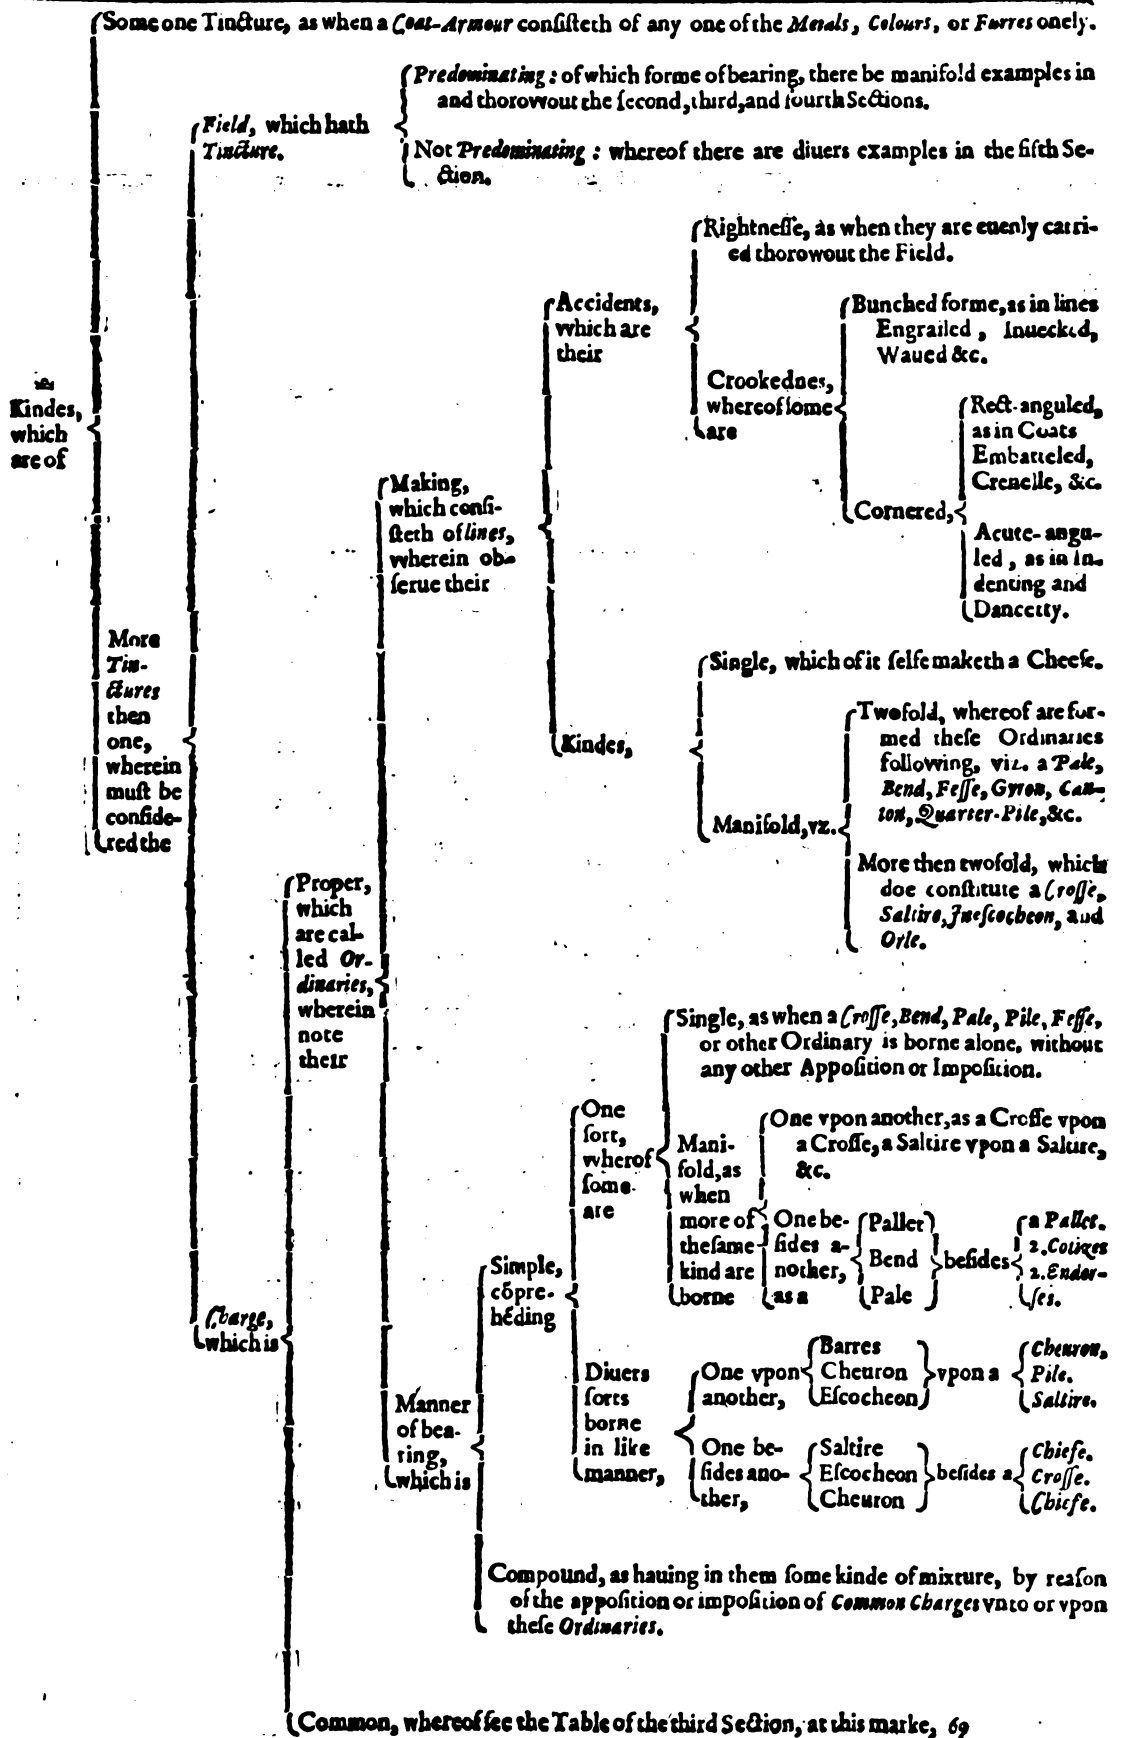 Some one Tincture, as when a Coat-Armour consisteth of any one of the Metals, Colours, or Furres onely.
Kindes,
which
are of
More
Tin-
ctures
then
one,
wherein
must be
conside-
red the
Field, which hath
Tincture.
Predominating : of which forme of bearing, there be manifold examples in
and thorowout the second, third, and fourth Sections.
Not Predominating : whereof there are diuers examples in the fifth Se-
ction.
Charge,
which is
Proper,
which
are cal-
led Or-
dinaries,
wherein
note
their
Making,
which consi-
steth of lines,
wherein ob-
serue their
Accidents,
which are
their
Rightnesse, as when they are euenly carri-
ed thorowout the Field.
Crookednes,
whereof some
are
Bunched forme, as in lines
Engrailed , Inuecked,
Waued &c.
Cornered,
Rect-anguled,
as in Coats
Embatteled,
Crenelle, &c.
Acute-angu-
led , as in In-
denting and
Dancetty.
Kindes,
Single, which of it selfe maketh a Cheefe.
Manifold, vz.
Twofold, whereof are for-
med these Ordinaries
following, viz. a Pale,
Bend, Fesse, Gyron, Can-
ton, Quarter-Pile, &c.
More then twofold, which
doe constitute a Crosse,
Saltire, Inescocheon, and
Orle.
Manner
of bea-
ring,
which is
Simple,
cõpre-
hẽding
One
sort,
wherof
some
are
Single, as when a Crosse, Bend, Pale, Pile, Fesse,
or other Ordinary is borne alone, without
any other Apposition or Imposition.
Mani-
fold, as
when
more of
the same
kind are
borne
One vpon another, as a Crosse vpon
a Crosse, a Saltire vpon a Saltire,
&c.
One be-
sides a-
nother,
as a
Pallet
Bend
Pale
besides
a Pallet.
2. Cotizes
2. Endor-
ses.
Diuers
sorts
borne
in like
manner,
One vpon
another,
Barres
Cheuron
Escocheon
vpon a
Cheuron,
Pile.
Saltire.
One be-
sides ano-
ther,
Saltire
Escocheon
Cheuron
besides a
Chiefe.
Crosse.
Chiefe.
Compound, as hauing in them some kinde of mixture, by reason
of the apposition or imposition of Common Charges vnto or vpon
these Ordinaries.
Common, whereof see the Table of the third Section, at this marke, 69